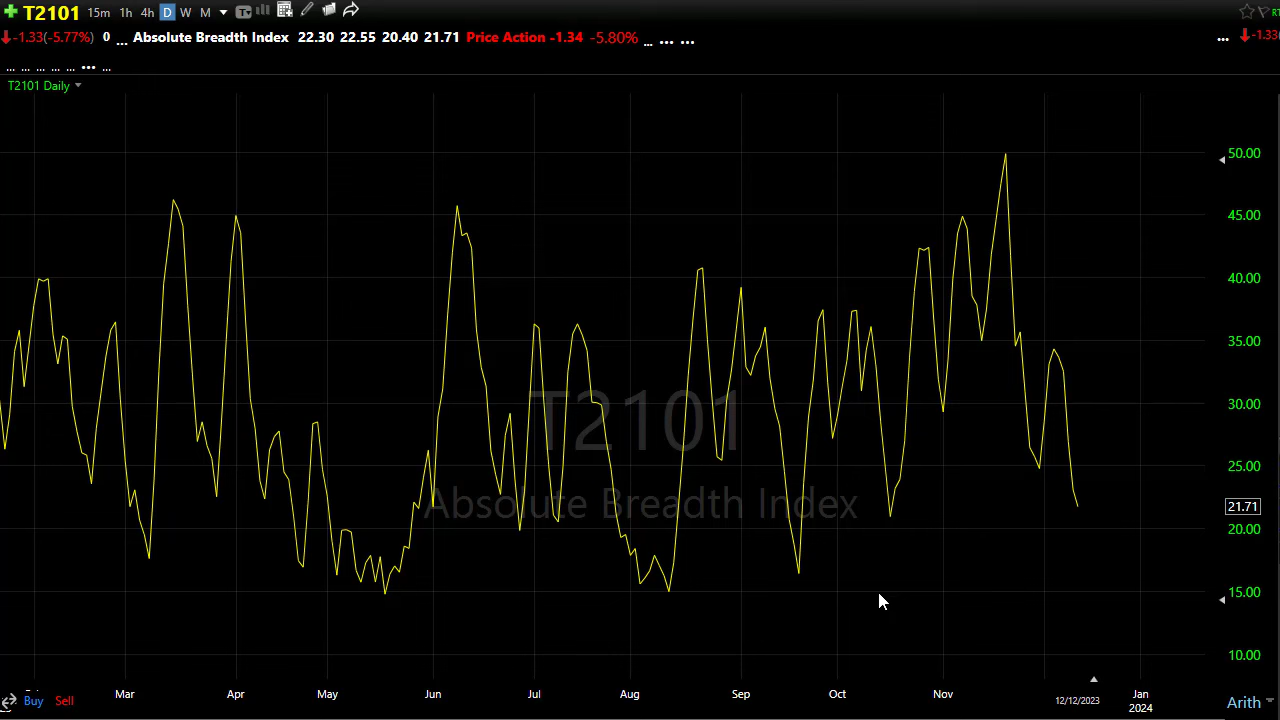 T2101 15m 1h 4h D W M T
-1.33(-5.77%) 0 ... Absolute Breadth Index 22.30 22.55 20.40 21.71 Price Action -1.34 -5.80% ... ... ... ... -1.33(
... ... ... ... ... ... ...
T2101 Daily
50.00
45.00
40.00
35.00
30.00
T2101
25.00
Absolute Breadth Index
21.71
20.00
15.00
10.00
Mar Apr May Jun Jul Aug Sep Oct Nov 12/12/2023 Jan
2024
Buy Sell
Arith